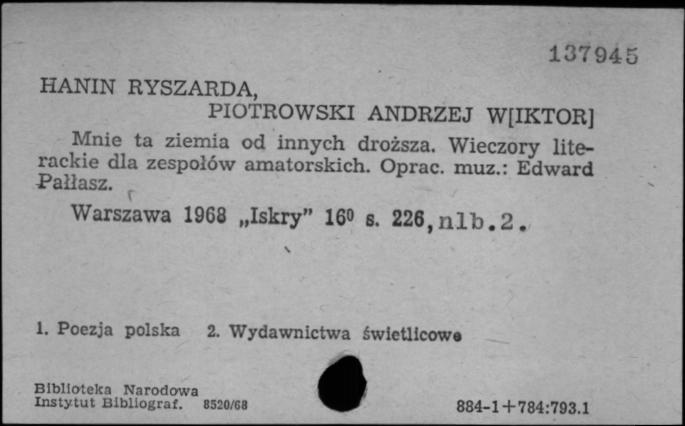 137945
HANIN RYSZARDA,
PIOTROWSKI ANDRZEJ W[IKTOR]
Mnie ta ziemia od innych droższa. Wieczory lite-
rackie dla zespołów amatorskich. Oprac. muz.: Edward
Pałłasz.
Warszawa 1968 „Iskry” 16⁰ s. 226, nlb.2.
1. Poezja polska 2. Wydawnictwa świetlicowe
Biblioteka Narodowa
Instytut Bibliograf. 8520/68
884-1+784:793.1